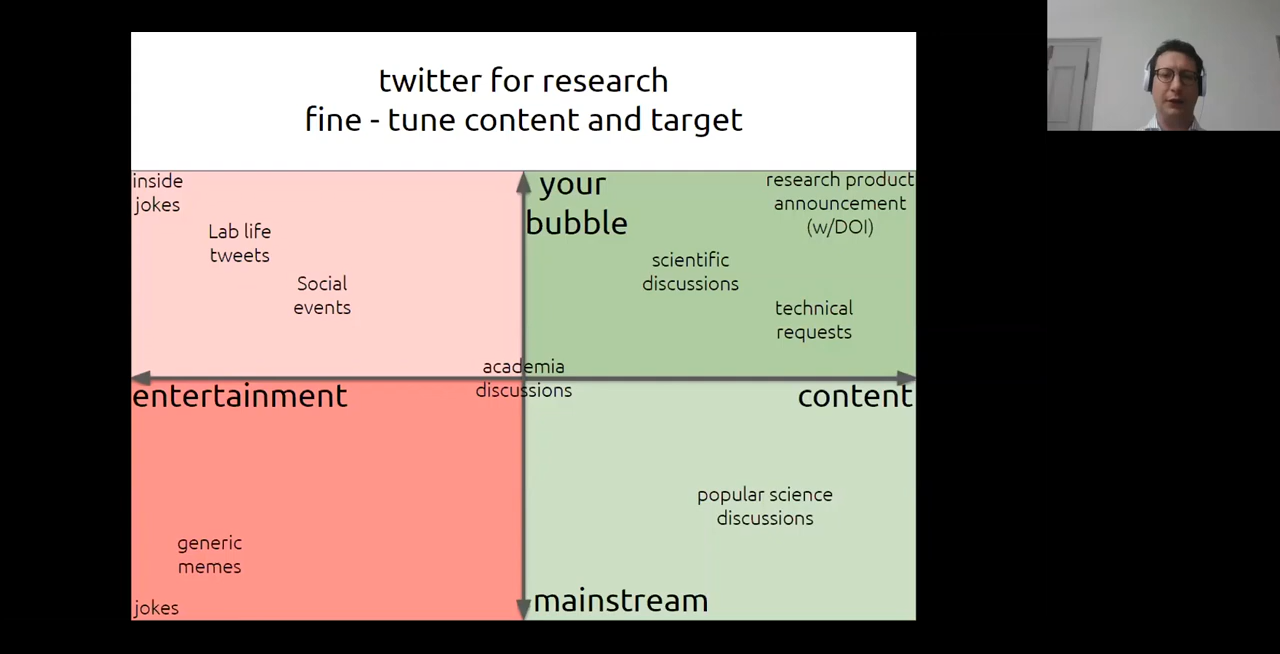 twitter for research
fine - tune content and target
inside
jokes
Lab life
tweets
Social
events
your
bubble
research product
announcement
(w/DOI)
scientific
discussions
technical
requests
academia
discussions
entertainment
content
popular science
discussions
generic
memes
jokes
mainstream